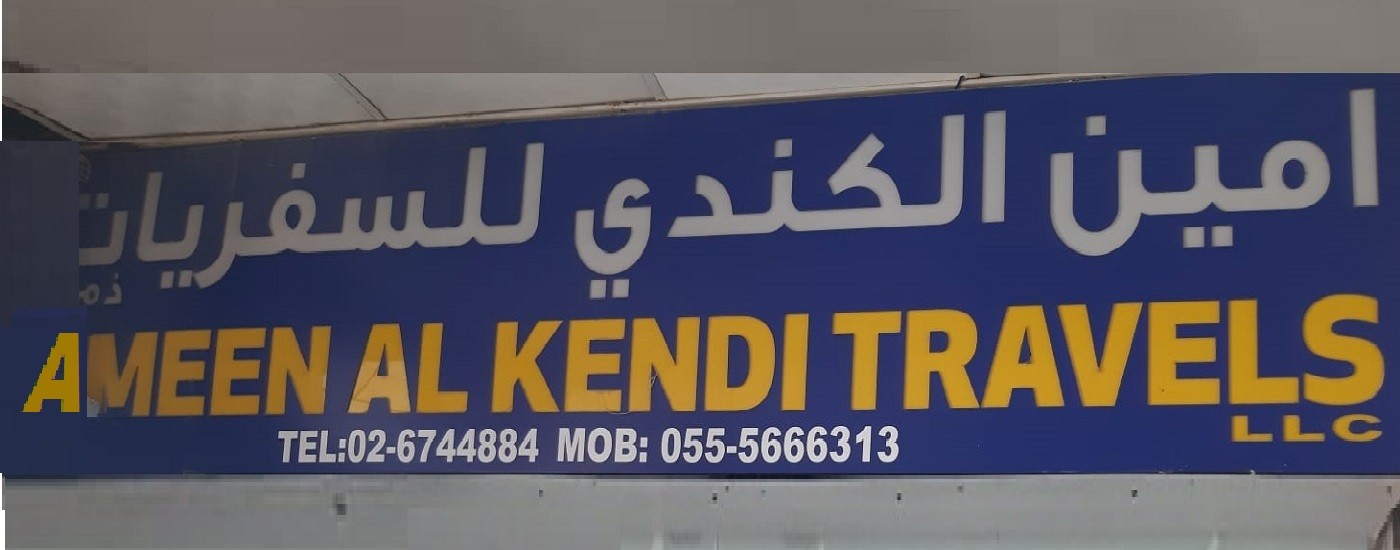 امين الكندي للسفريات
AMEEN AL KENDI TRAVELS
LLC
TEL:02-6744884 MOB: 055-5666313